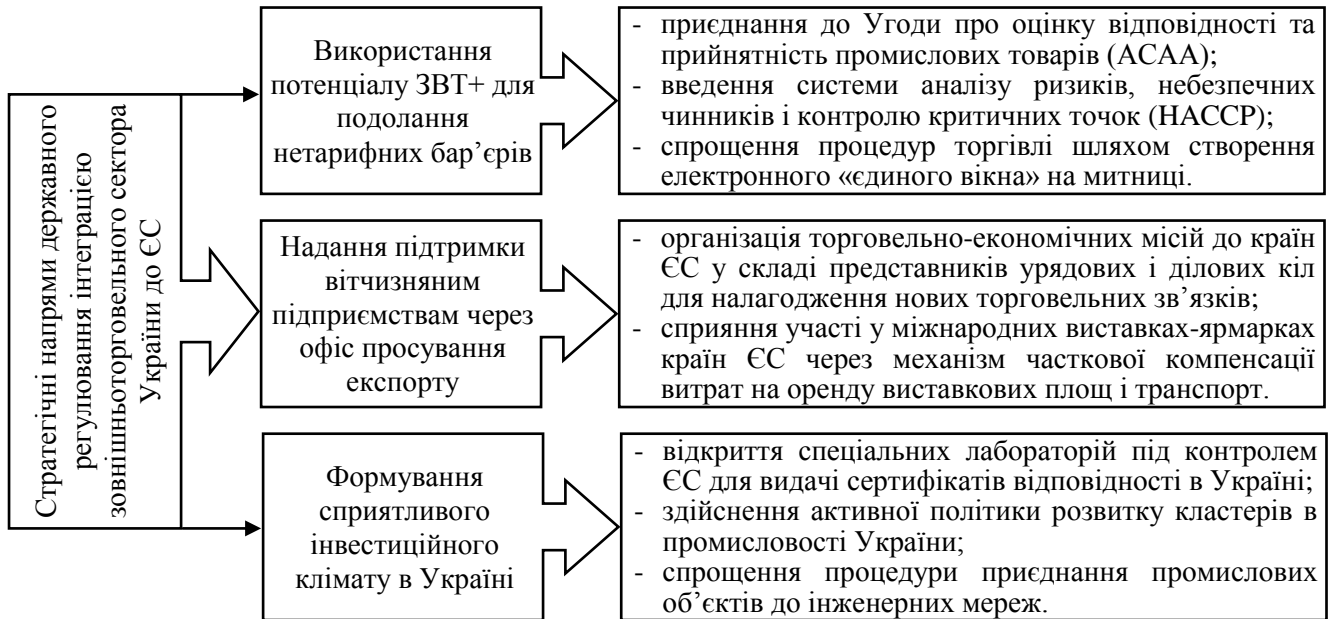 Стратегічні напрями державного
регулювання інтеграцією
зовнішньоторговельного сектора
України до ЄС
Використання
потенціалу ЗВТ+ для
подолання
нетарифних бар’єрів
- приєднання до Угоди про оцінку відповідності та
прийнятність промислових товарів (АСАА);
- введення системи аналізу ризиків, небезпечних
чинників і контролю критичних точок (НАССР);
- спрощення процедур торгівлі шляхом створення
електронного «єдиного вікна» на митниці.
Надання підтримки
вітчизняним
підприємствам через
офіс просування
експорту
- організація торговельно-економічних місій до країн
ЄС у складі представників урядових і ділових кіл
для налагодження нових торговельних зв’язків;
- сприяння участі у міжнародних виставках-ярмарках
країн ЄС через механізм часткової компенсації
витрат на оренду виставкових площ і транспорт.
Формування
сприятливого
інвестиційного
клімату в Україні
- відкриття спеціальних лабораторій під контролем
ЄС для видачі сертифікатів відповідності в Україні;
- здійснення активної політики розвитку кластерів в
промисловості України;
- спрощення процедури приєднання промислових
об’єктів до інженерних мереж.